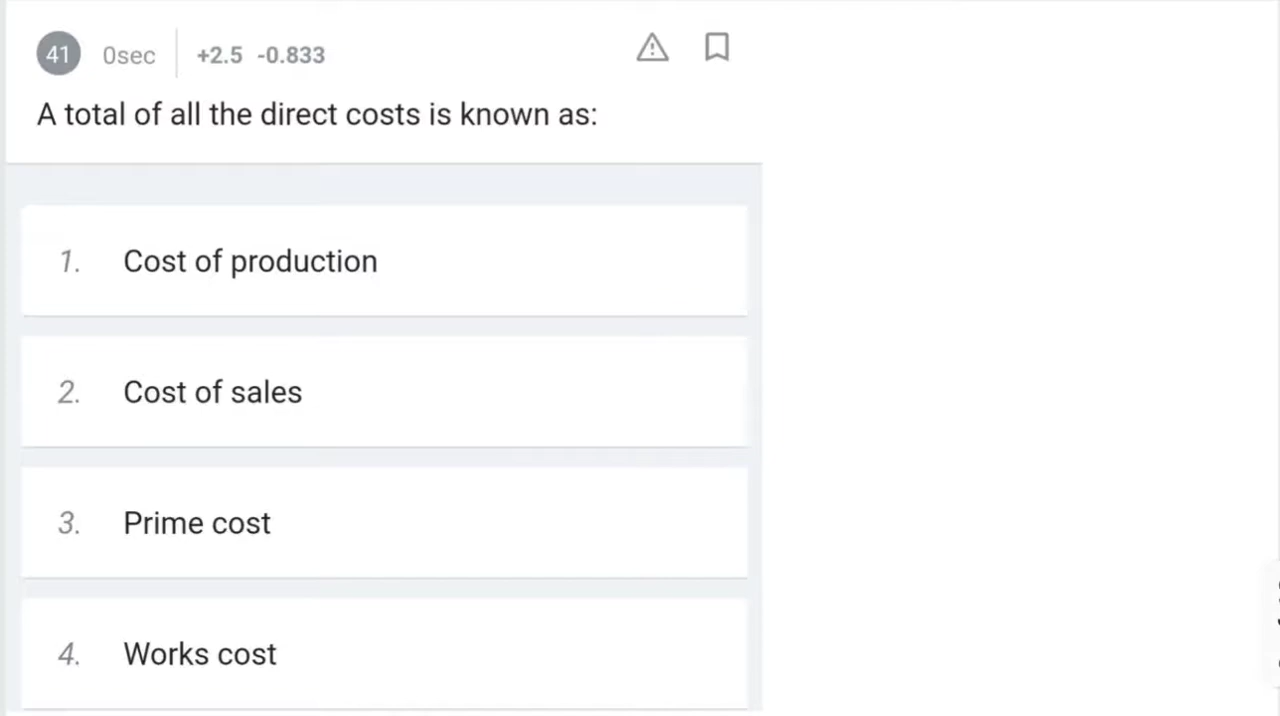 41 0sec +2.5 -0.833
A total of all the direct costs is known as:
1. Cost of production
2. Cost of sales
3. Prime cost
4. Works cost